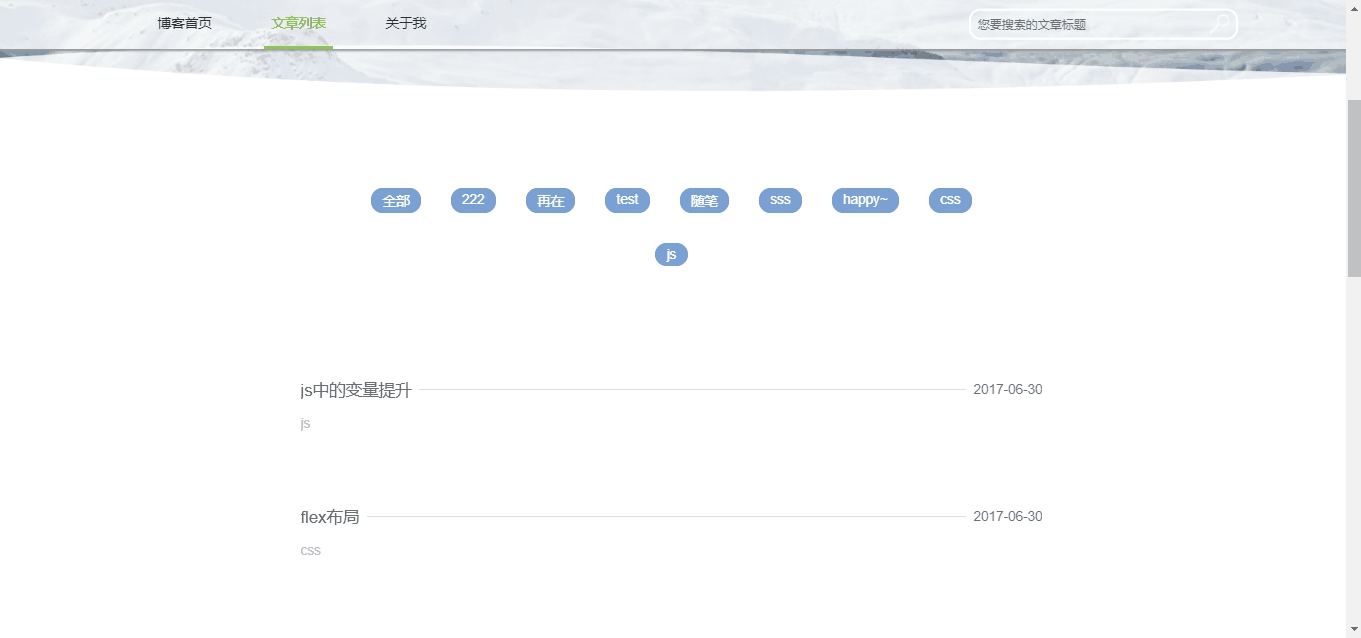 博客首页 文章列表 关于我 您要搜索的文章标题
全部 222 再在 test 随笔 sss happy~ css
js
js中的变量提升 2017-06-30
js
flex布局 2017-06-30
css